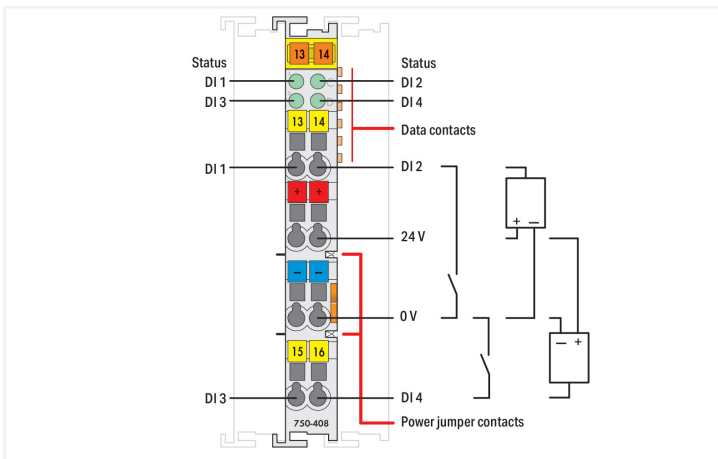 13 14
Status
Status
DI 1
DI 2
DI 3
DI 4
13 14
Data contacts
DI 1
DI 2
+ +
+ −
24 V
− −
0 V
− +
15 16
DI 3
DI 4
Power jumper contacts
750-408